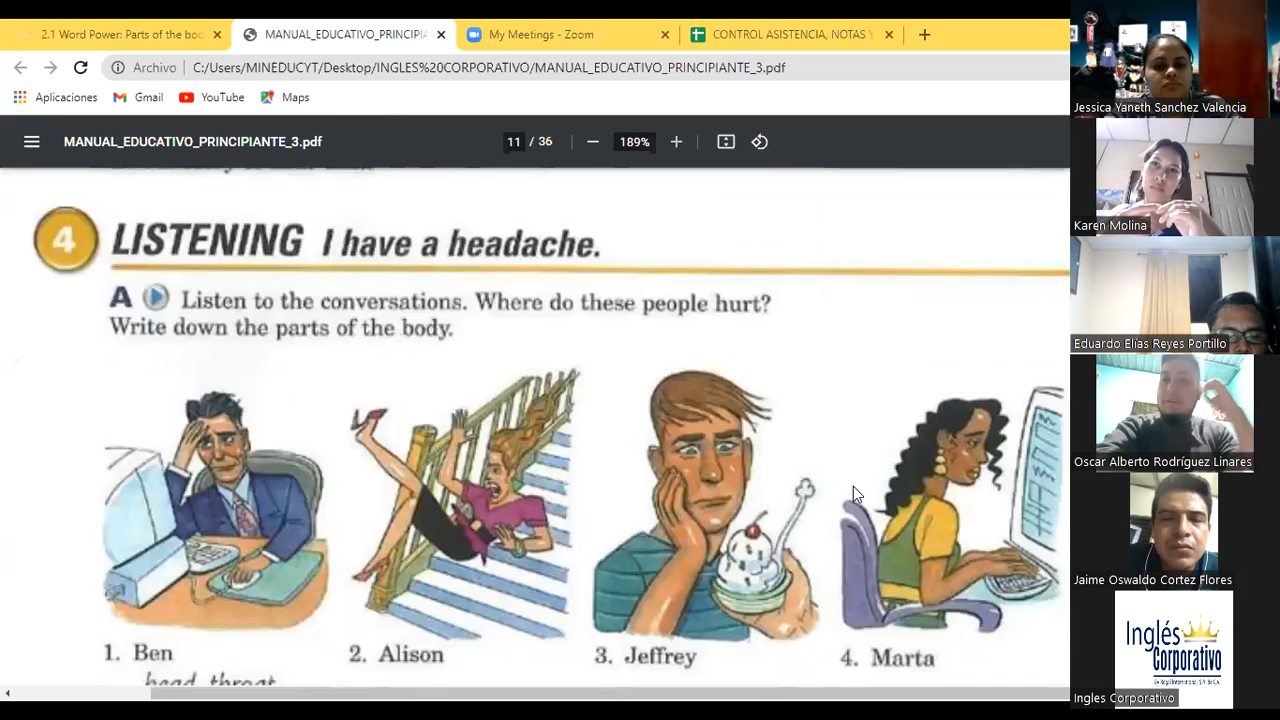 2.1 Word Power: Parts of the bo
MANUAL_EDUCATIVO_PRINCIPIA
My Meetings - Zoom
CONTROL ASISTENCIA, NOTAS Y
Archivo
C:/Users/MINEDUCYT/Desktop/INGLES%20CORPORATIVO/MANUAL_EDUCATIVO_PRINCIPIANTE_3.pdf
Aplicaciones
Gmail
YouTube
Maps
MANUAL_EDUCATIVO_PRINCIPIANTE_3.pdf
11 / 36
189%
4 LISTENING I have a headache.
A Listen to the conversations. Where do these people hurt?
Write down the parts of the body.
1. Ben
2. Alison
3. Jeffrey
4. Marta
head, throat
Jessica Yaneth Sanchez Valencia
Karen Molina
Eduardo Elías Reyes Portillo
Oscar Alberto Rodríguez Linares
Jaime Oswaldo Cortez Flores
Inglés
Corporativo
Ingles Corporativo